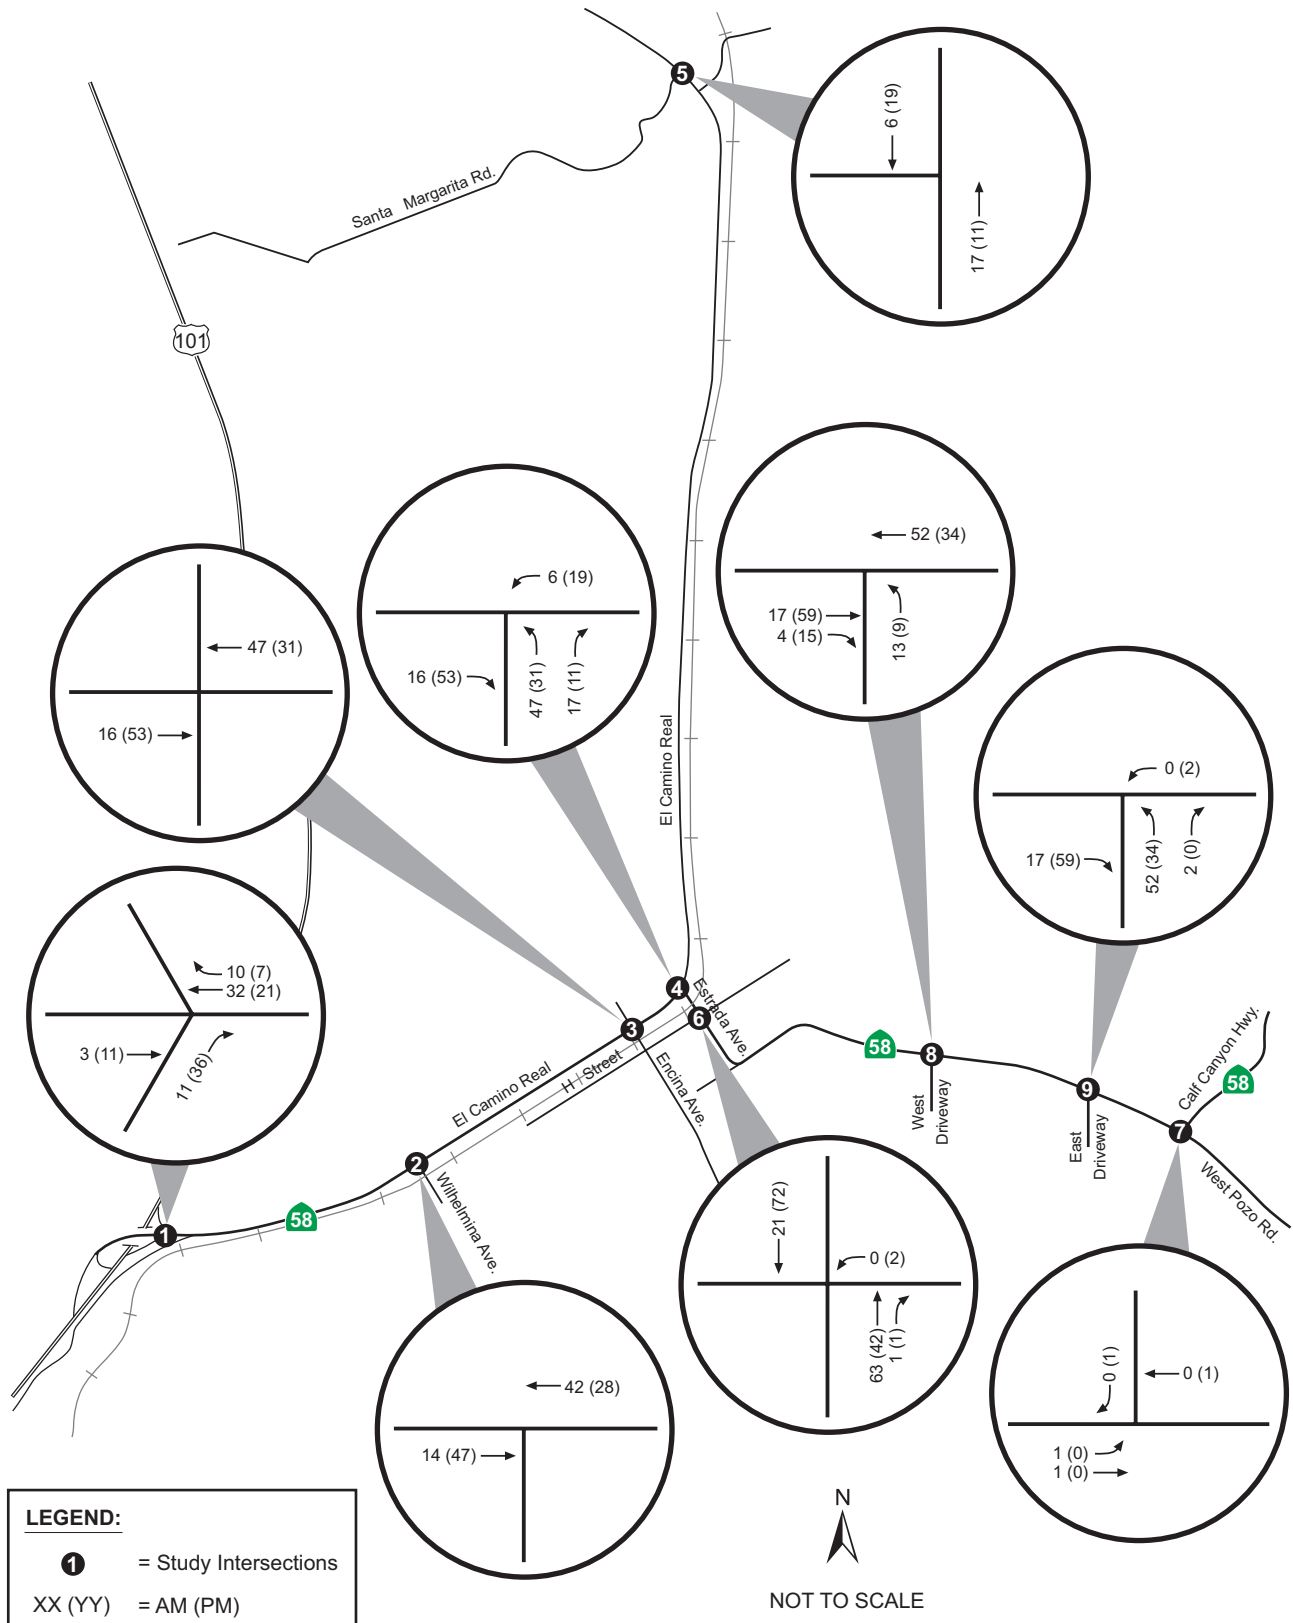 5
6 (19)
17 (11)
Santa Margarita Rd.
101
52 (34)
6 (19)
17 (59)
4 (15)
13 (9)
47 (31)
16 (53)
16 (53)
47 (31)
17 (11)
El Camino Real
0 (2)
17 (59)
52 (34)
2 (0)
10 (7)
32 (21)
3 (11)
11 (36)
4
Estrada Ave.
6
3
58
8
Calf Canyon Hwy.
58
El Camino Real
H Street
Encina Ave.
West
Driveway
9
East
Driveway
7
West Pozo Rd.
2
Wilhelmina Ave.
58
1
21 (72)
0 (2)
63 (42)
1 (1)
0 (1)
0 (1)
1 (0)
1 (0)
42 (28)
14 (47)
N
NOT TO SCALE
LEGEND:
1 = Study Intersections
XX (YY) = AM (PM)